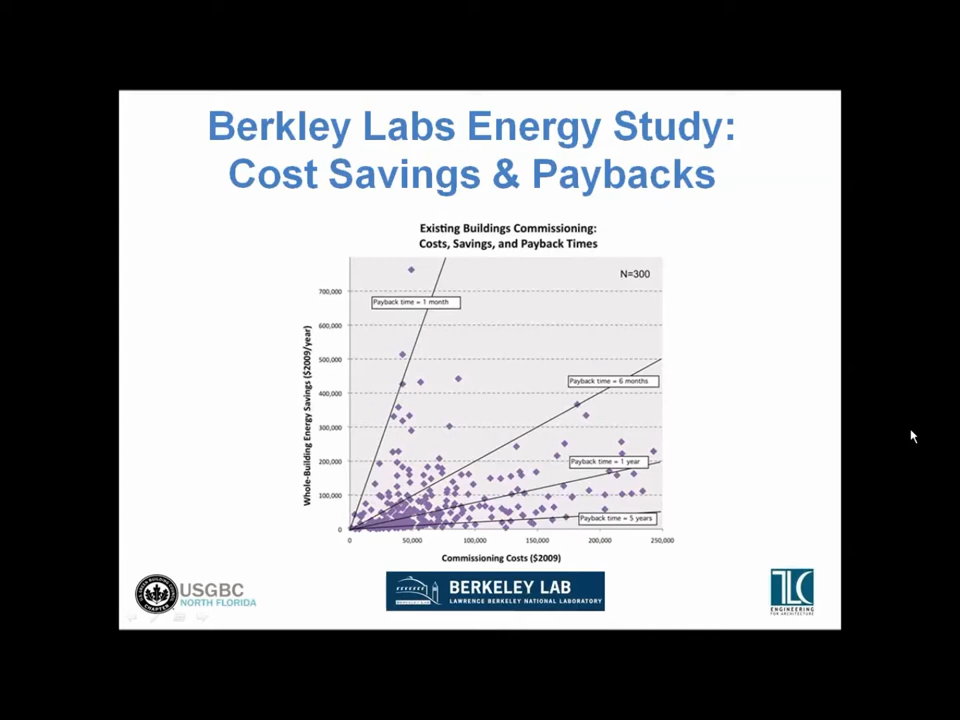 Berkley Labs Energy Study:
Cost Savings & Paybacks
Existing Buildings Commissioning:
Costs, Savings, and Payback Times
N=300
Whole-Building Energy Savings ($2009/year)
700,000
600,000
500,000
400,000
300,000
200,000
100,000
0
Payback time = 1 month
Payback time = 6 months
Payback time = 1 year
Payback time = 5 years
0 50,000 100,000 150,000 200,000 250,000
Commissioning Costs ($2009)
USGBC
NORTH FLORIDA
BERKELEY LAB
LAWRENCE BERKELEY NATIONAL LABORATORY
TLC
ENGINEERING
FOR ARCHITECTURE